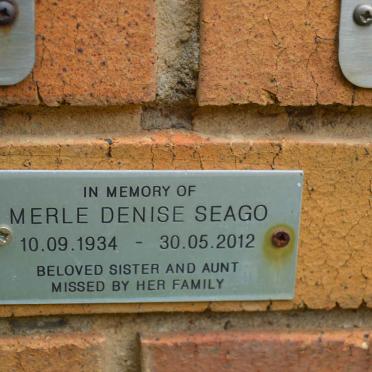 IN MEMORY OF
MERLE DENISE SEAGO
10.09.1934 - 30.05.2012
BELOVED SISTER AND AUNT
MISSED BY HER FAMILY